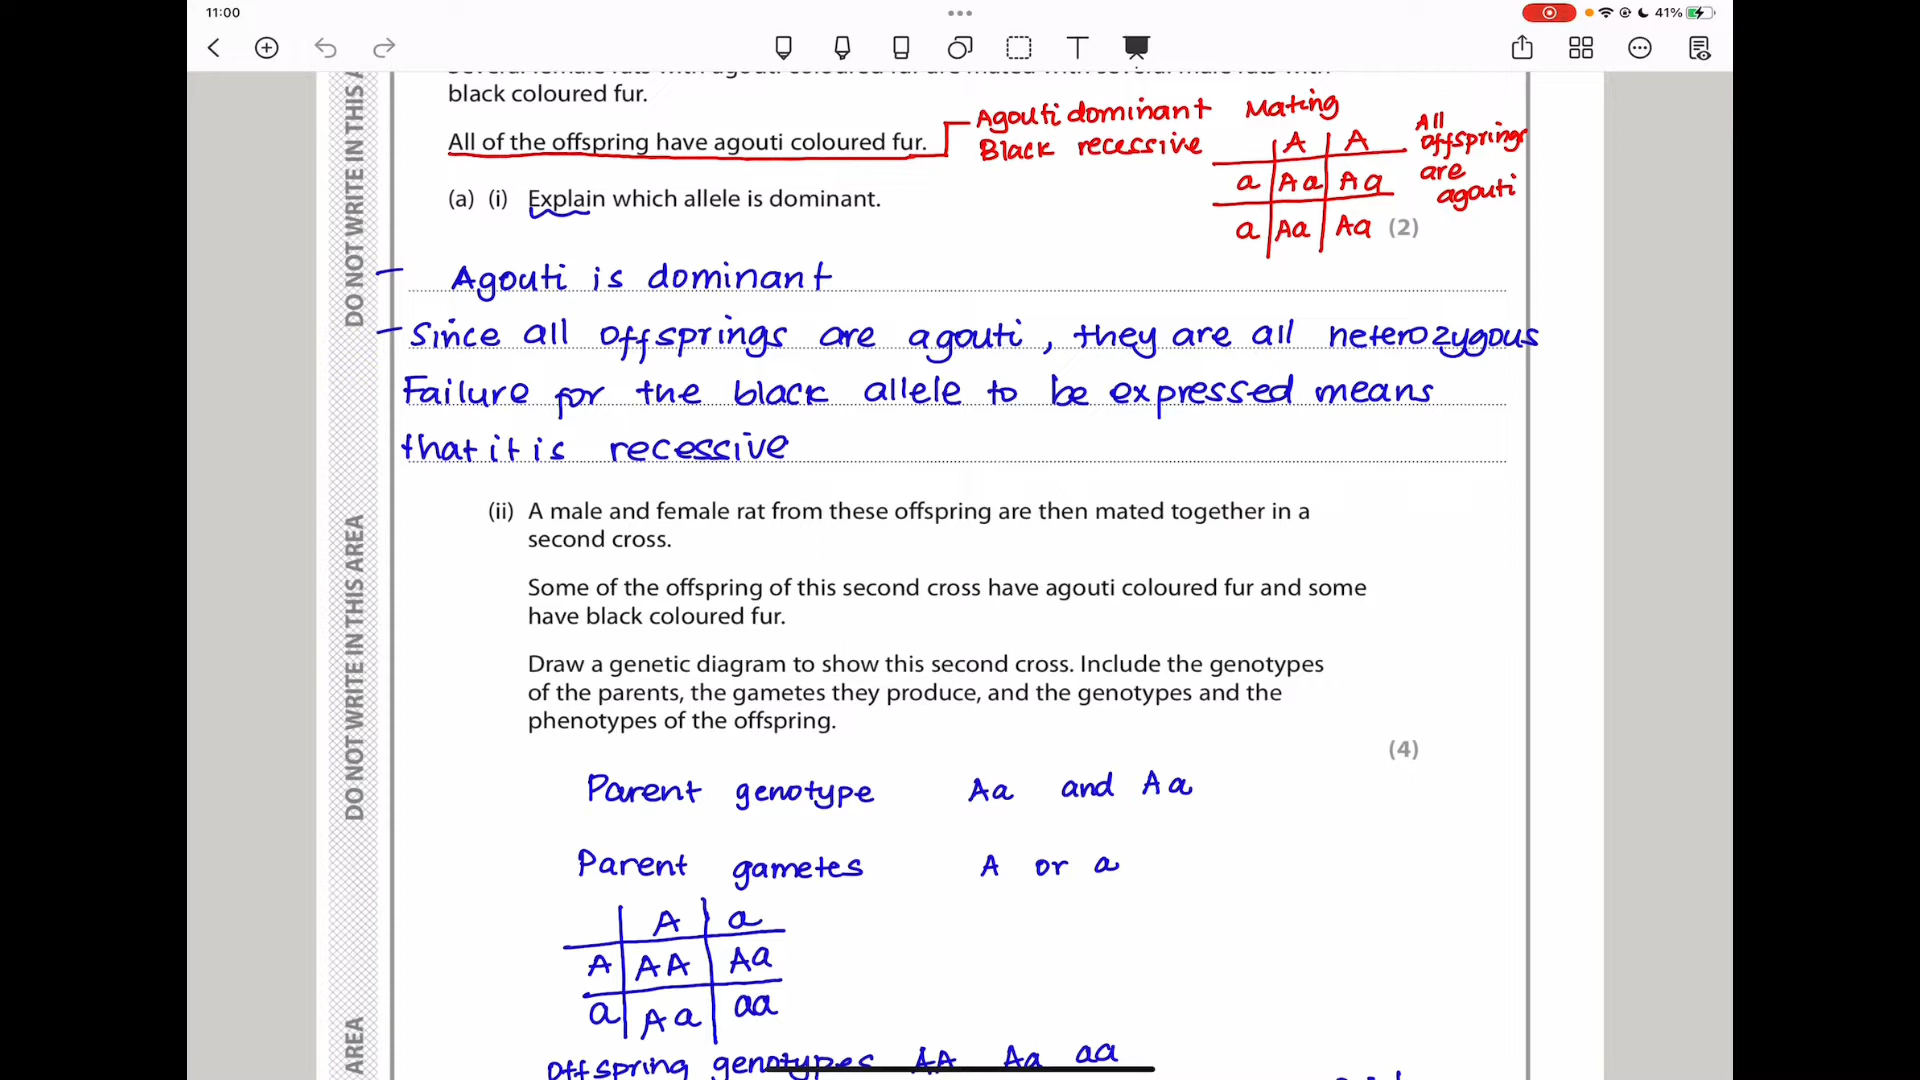 11:00
41%
black coloured fur.
Agouti dominant Mating
All of the offspring have agouti coloured fur.
Black recessive
A A
a Aa Aa
a Aa Aa
All
offsprings
are
agouti
(a) (i) Explain which allele is dominant.
(2)
– Agouti is dominant
– Since all offsprings are agouti, they are all heterozygous
Failure for the black allele to be expressed means
that it is recessive
(ii) A male and female rat from these offspring are then mated together in a
second cross.
Some of the offspring of this second cross have agouti coloured fur and some
have black coloured fur.
Draw a genetic diagram to show this second cross. Include the genotypes
of the parents, the gametes they produce, and the genotypes and the
phenotypes of the offspring.
(4)
Parent genotype Aa and Aa
Parent gametes A or a
A a
A AA Aa
a Aa aa
Offspring genotypes AA Aa aa
DO NOT WRITE IN THIS A
DO NOT WRITE IN THIS AREA
AREA